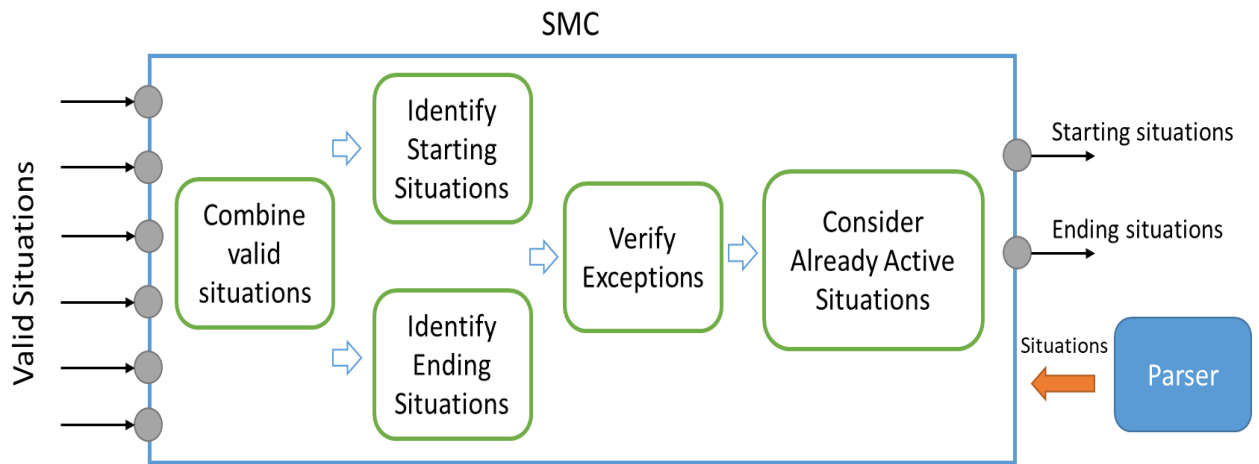 SMC
Valid Situations
Combine
valid
situations
Identify
Starting
Situations
Identify
Ending
Situations
Verify
Exceptions
Consider
Already Active
Situations
Starting situations
Ending situations
Situations
Parser